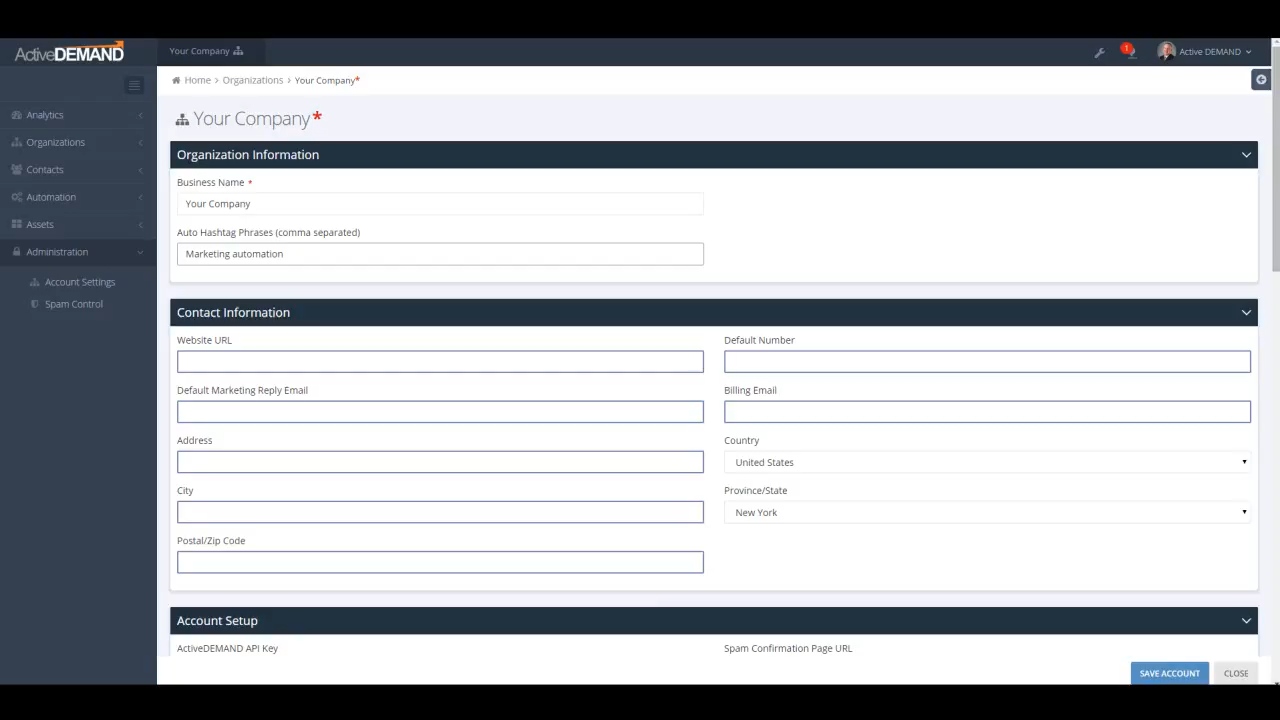 ActiveDEMAND
Your Company
1
Active DEMAND
Home > Organizations > Your Company*
Analytics
Organizations
Contacts
Automation
Assets
Administration
Account Settings
Spam Control
Your Company*
Organization Information
Business Name *
Your Company
Auto Hashtag Phrases (comma separated)
Marketing automation
Contact Information
Website URL
Default Number
Default Marketing Reply Email
Billing Email
Address
Country
United States
City
Province/State
New York
Postal/Zip Code
Account Setup
ActiveDEMAND API Key
Spam Confirmation Page URL
SAVE ACCOUNT
CLOSE